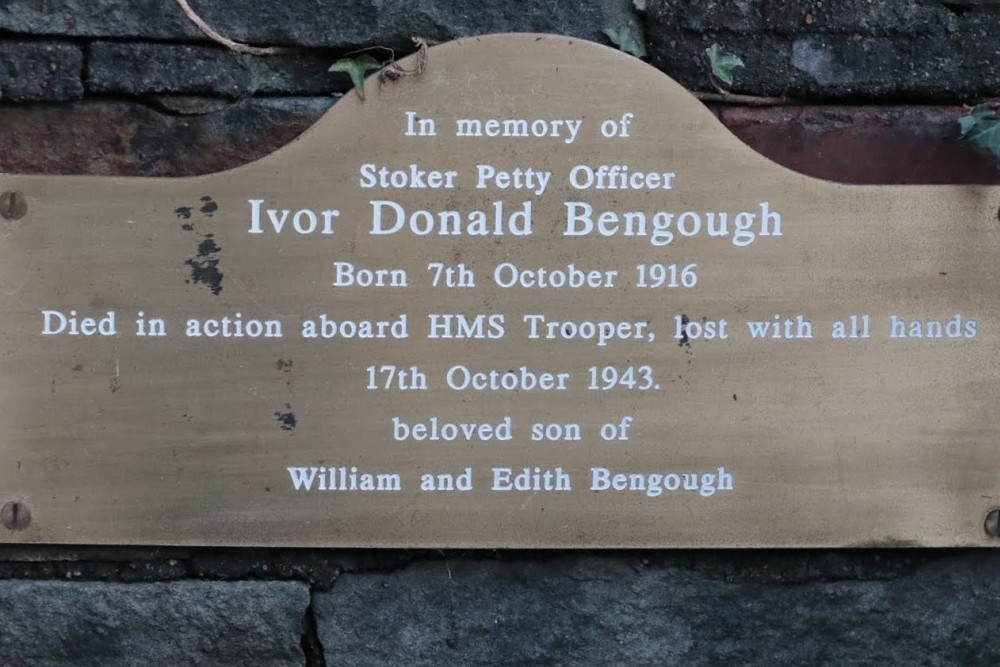 In memory of
Stoker Petty Officer
Ivor Donald Bengough
Born 7th October 1916
Died in action aboard HMS Trooper, lost with all hands
17th October 1943.
beloved son of
William and Edith Bengough